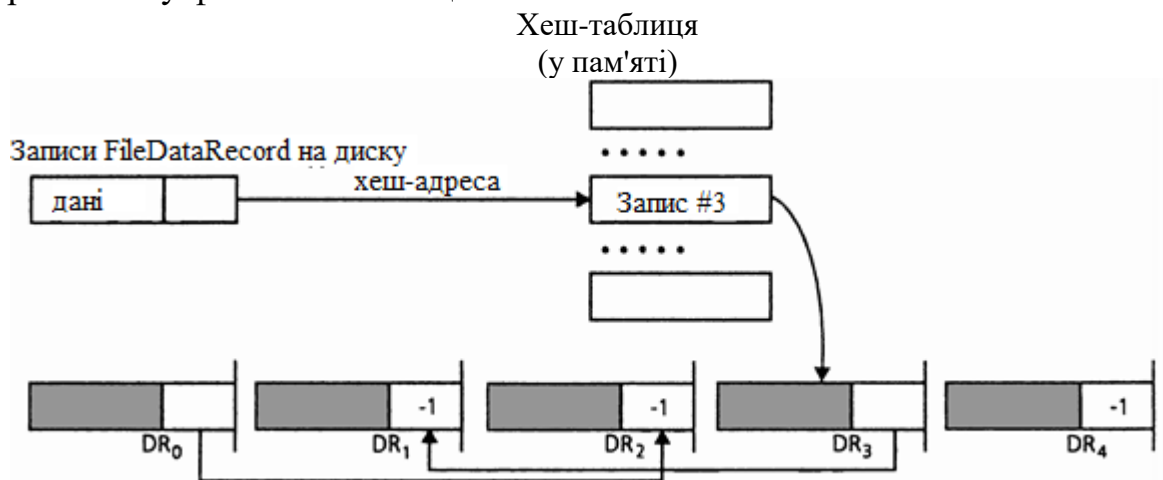 Хеш-таблиця
(у пам'яті)
Записи FileDataRecord на диску
хеш-адреса
дані
Запис #3
-1
-1
-1
DR0
DR1
DR2
DR3
DR4